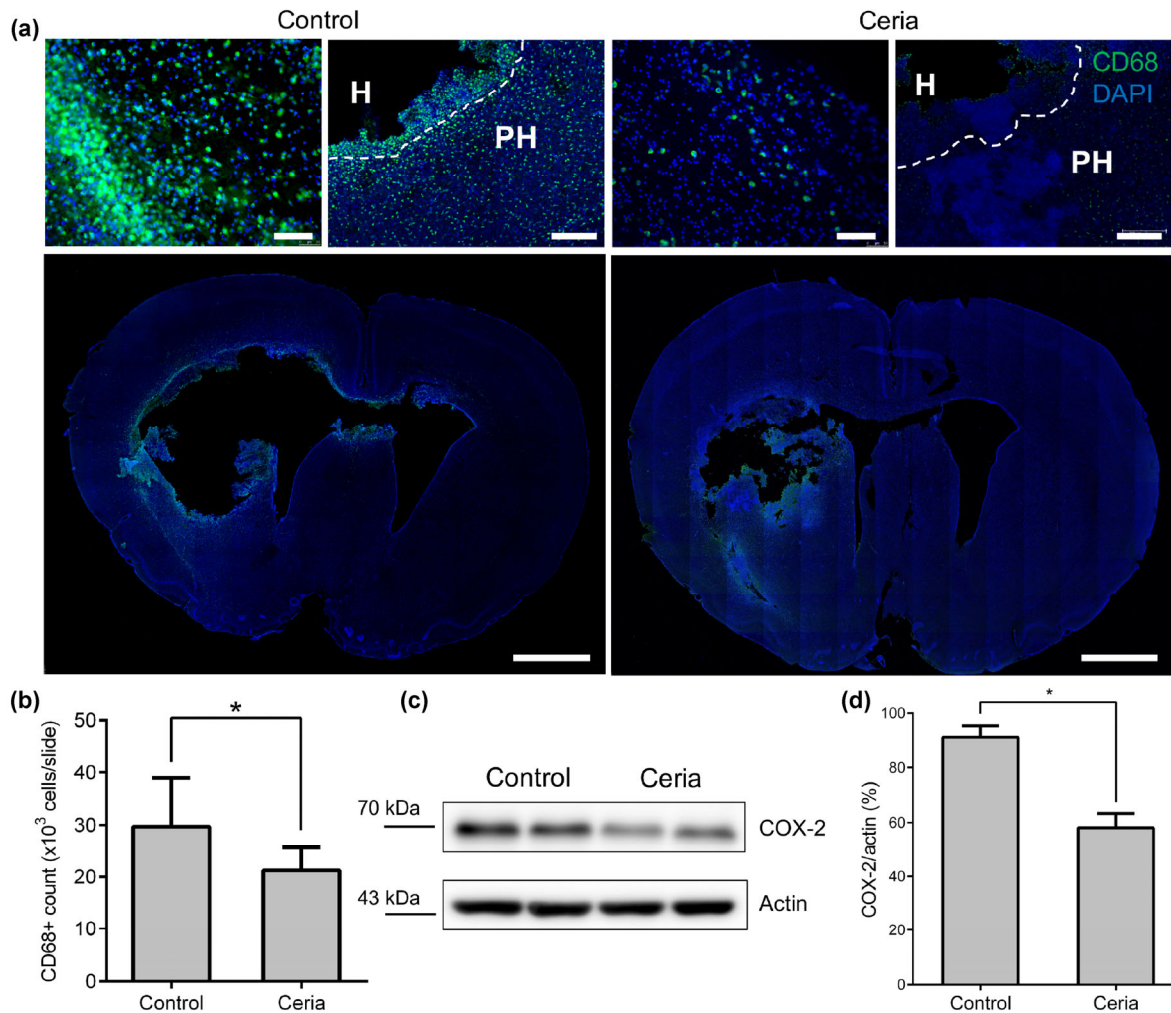 Control
Ceria
(a)
H
PH
H
PH
CD68
DAPI
(b)
CD68+ count (x10³ cells/slide)
50
40
30
20
10
0
*
Control
Ceria
(c)
Control
Ceria
70 kDa
COX-2
43 kDa
Actin
(d)
COX-2/actin (%)
100
80
60
40
20
0
*
Control
Ceria